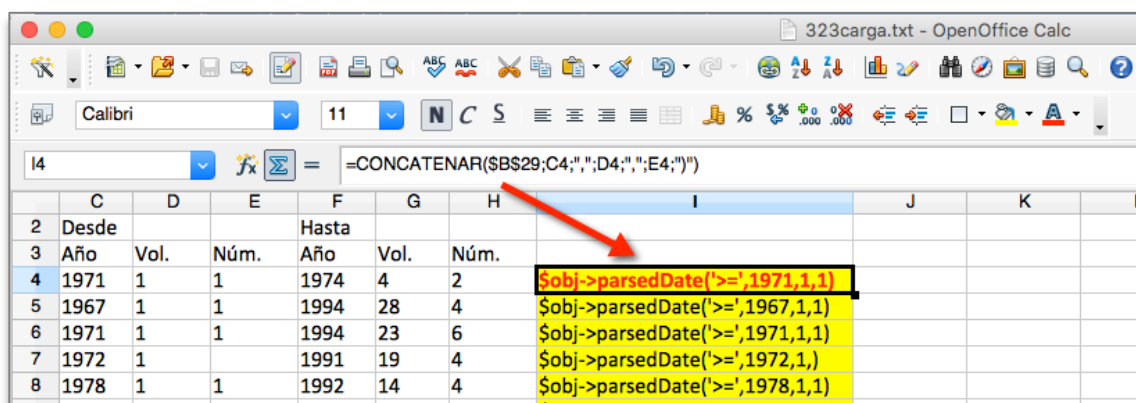 323carga.txt - OpenOffice Calc
Calibri 11 N C S
I4 = =CONCATENAR($B$29;C4;",";D4;",";E4;")")
C D E F G H I J K
2 Desde Hasta
3 Año Vol. Núm. Año Vol. Núm.
4 1971 1 1 1974 4 2 $obj->parsedDate('>=',1971,1,1)
5 1967 1 1 1994 28 4 $obj->parsedDate('>=',1967,1,1)
6 1971 1 1 1994 23 6 $obj->parsedDate('>=',1971,1,1)
7 1972 1 1991 19 4 $obj->parsedDate('>=',1972,1,)
8 1978 1 1 1992 14 4 $obj->parsedDate('>=',1978,1,1)